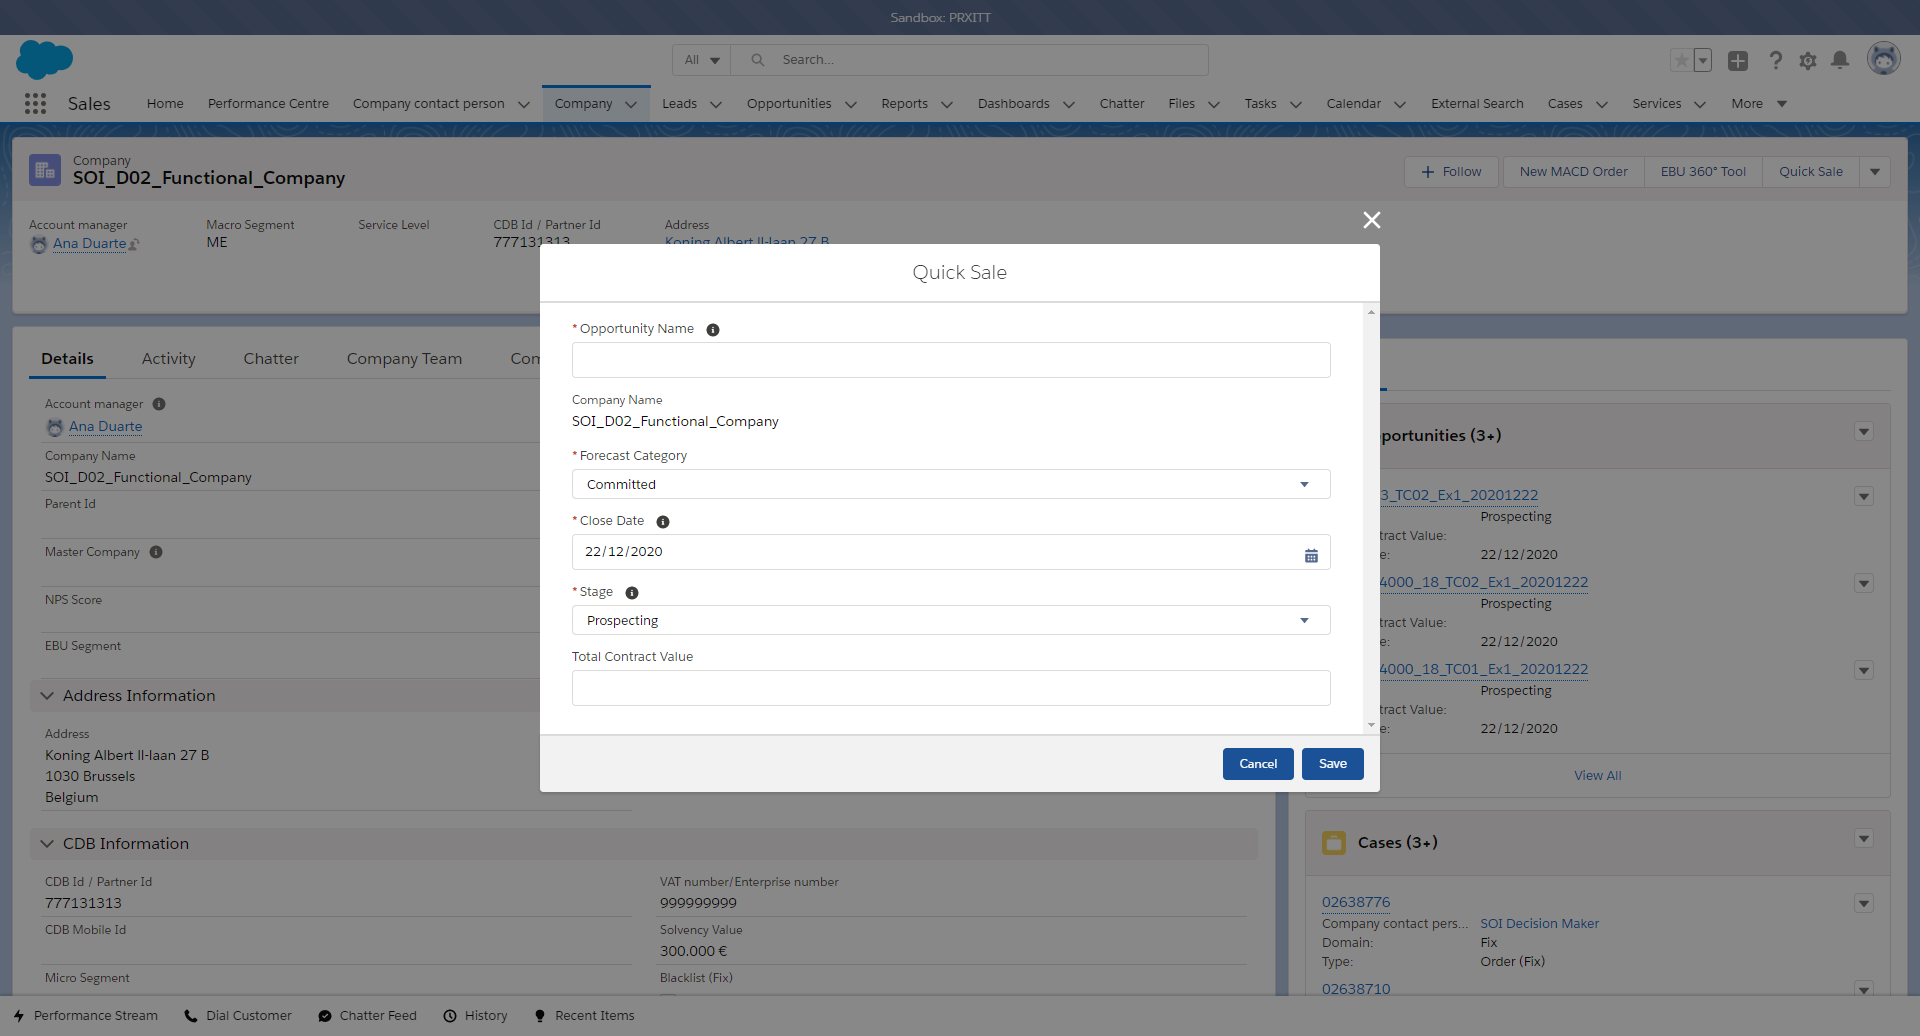 Sandbox: PRXITT
All
Search...
Sales
Home
Performance Centre
Company contact person
Company
Leads
Opportunities
Reports
Dashboards
Chatter
Files
Tasks
Calendar
External Search
Cases
Services
More
Company
SOI_D02_Functional_Company
Follow
New MACD Order
EBU 360° Tool
Quick Sale
Account manager
Ana Duarte
Macro Segment
ME
Service Level
CDB Id / Partner Id
777131313
Address
Koning Albert II-laan 27 B
Quick Sale
* Opportunity Name
Company Name
SOI_D02_Functional_Company
* Forecast Category
Committed
* Close Date
22/12/2020
* Stage
Prospecting
Total Contract Value
Cancel
Save
Details
Activity
Chatter
Company Team
Com
Account manager
Ana Duarte
Company Name
SOI_D02_Functional_Company
Parent Id
Master Company
NPS Score
EBU Segment
Address Information
Address
Koning Albert II-laan 27 B
1030 Brussels
Belgium
CDB Information
CDB Id / Partner Id
777131313
CDB Mobile Id
Micro Segment
VAT number/Enterprise number
999999999
Solvency Value
300.000 €
Blacklist (Fix)
portunities (3+)
3_TC02_Ex1_20201222
Prospecting
tract Value:
e:
22/12/2020
4000_18_TC02_Ex1_20201222
Prospecting
tract Value:
e:
22/12/2020
4000_18_TC01_Ex1_20201222
Prospecting
tract Value:
e:
22/12/2020
View All
Cases (3+)
02638776
Company contact pers...
SOI Decision Maker
Domain:
Fix
Type:
Order (Fix)
02638710
Performance Stream
Dial Customer
Chatter Feed
History
Recent Items